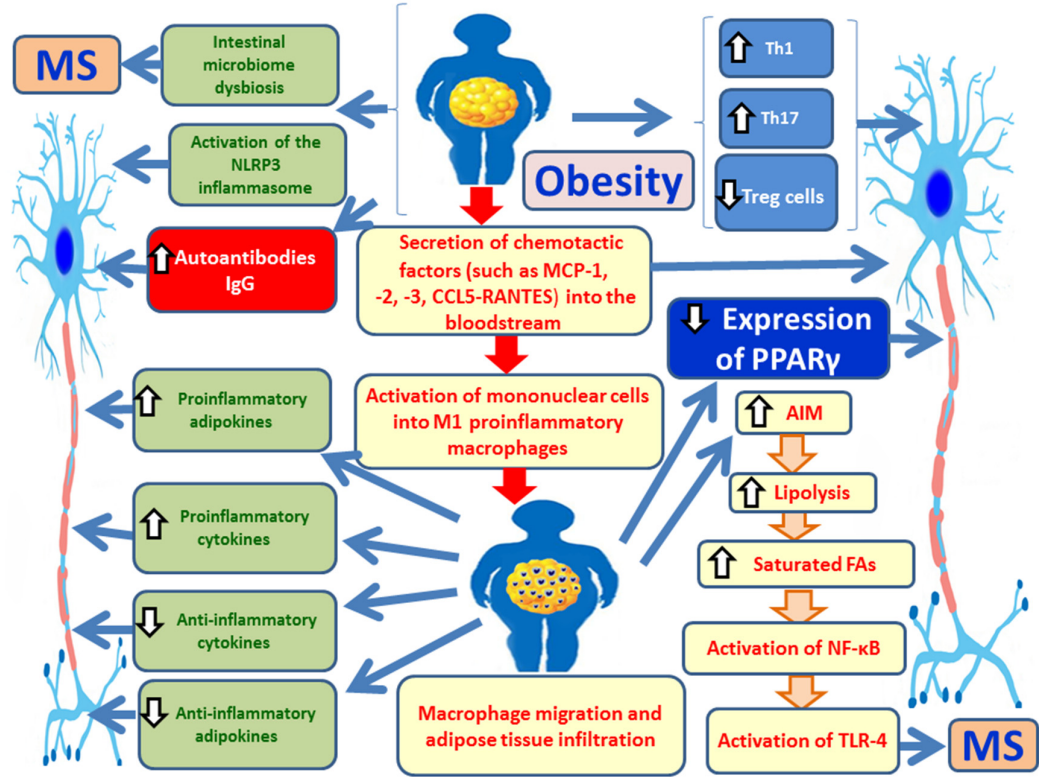 MS
Intestinal
microbiome
dysbiosis
Activation of the
NLRP3
inflammasome
Autoantibodies
IgG
Obesity
Th1
Th17
Treg cells
Secretion of chemotactic
factors (such as MCP-1,
-2, -3, CCL5-RANTES) into the
bloodstream
Expression
of PPARγ
Activation of mononuclear cells
into M1 proinflammatory
macrophages
Proinflammatory
adipokines
Proinflammatory
cytokines
Anti-inflammatory
cytokines
Anti-inflammatory
adipokines
Macrophage migration and
adipose tissue infiltration
AIM
Lipolysis
Saturated FAs
Activation of NF-κB
Activation of TLR-4
MS